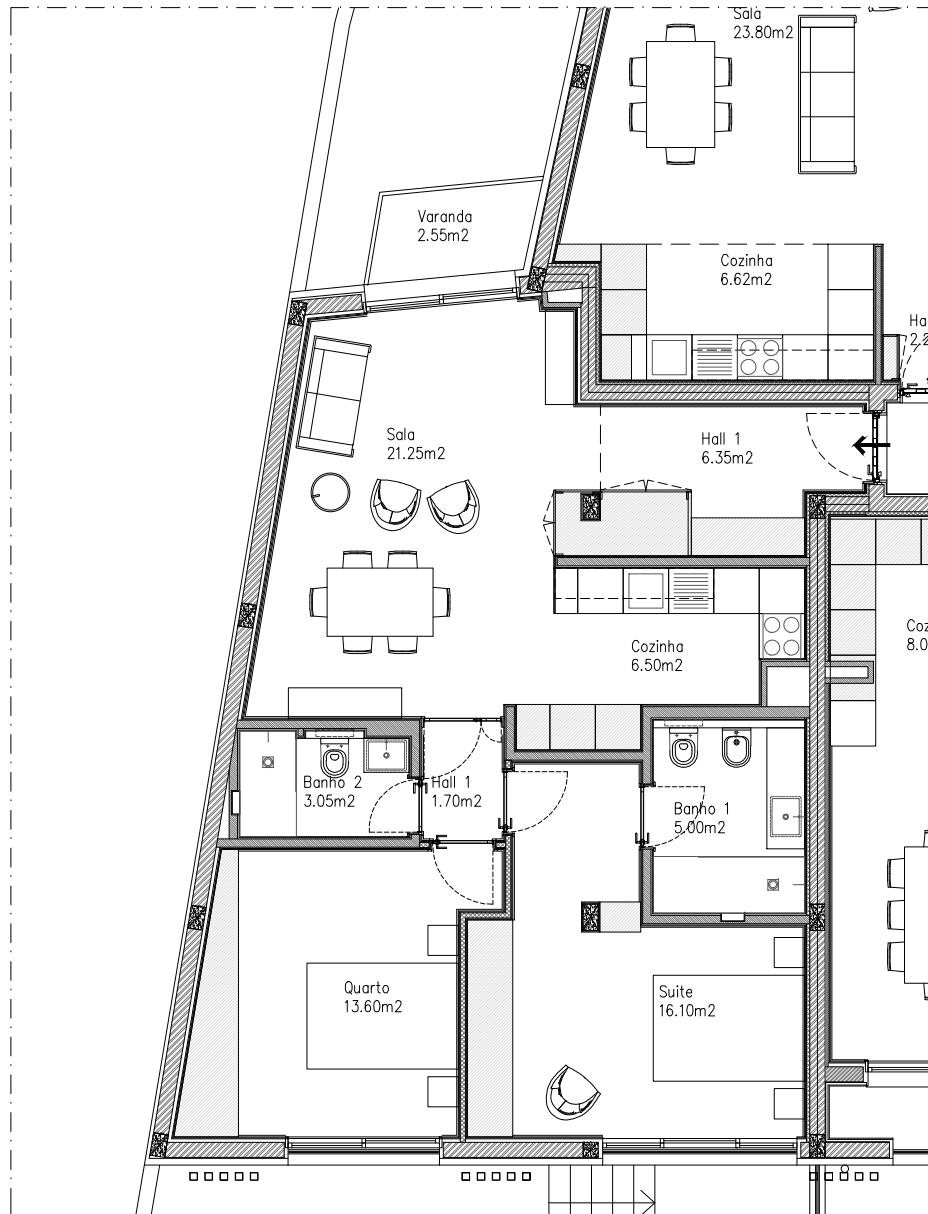 Sala
23.80m2
Varanda
2.55m2
Cozinha
6.62m2
Sala
21.25m2
Hall 1
6.35m2
Cozinha
6.50m2
Banho 2
3.05m2
Hall 1
1.70m2
Banho 1
5.00m2
Quarto
13.60m2
Suite
16.10m2